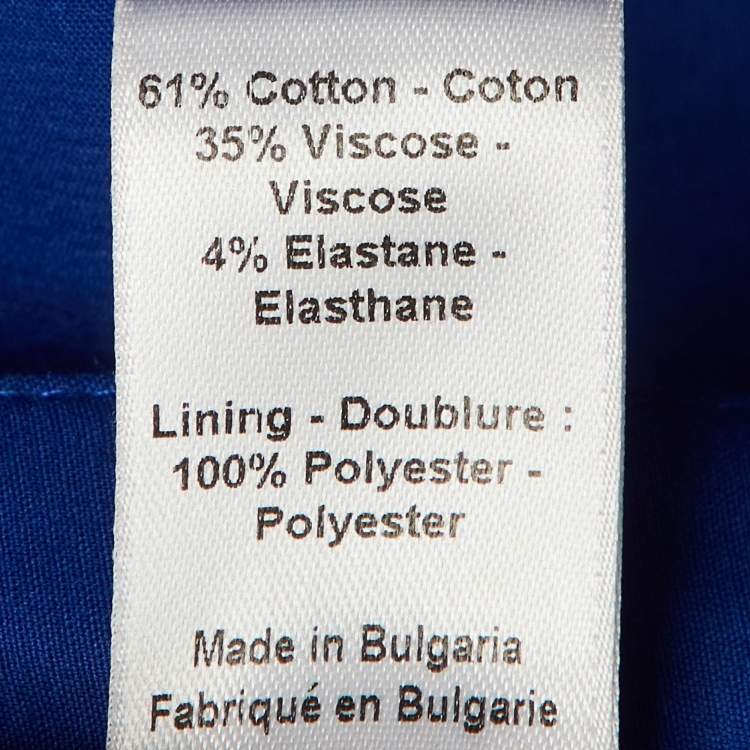 61% Cotton - Coton
35% Viscose -
Viscose
4% Elastane -
Elasthane
Lining - Doublure :
100% Polyester -
Polyester
Made in Bulgaria
Fabriqué en Bulgarie